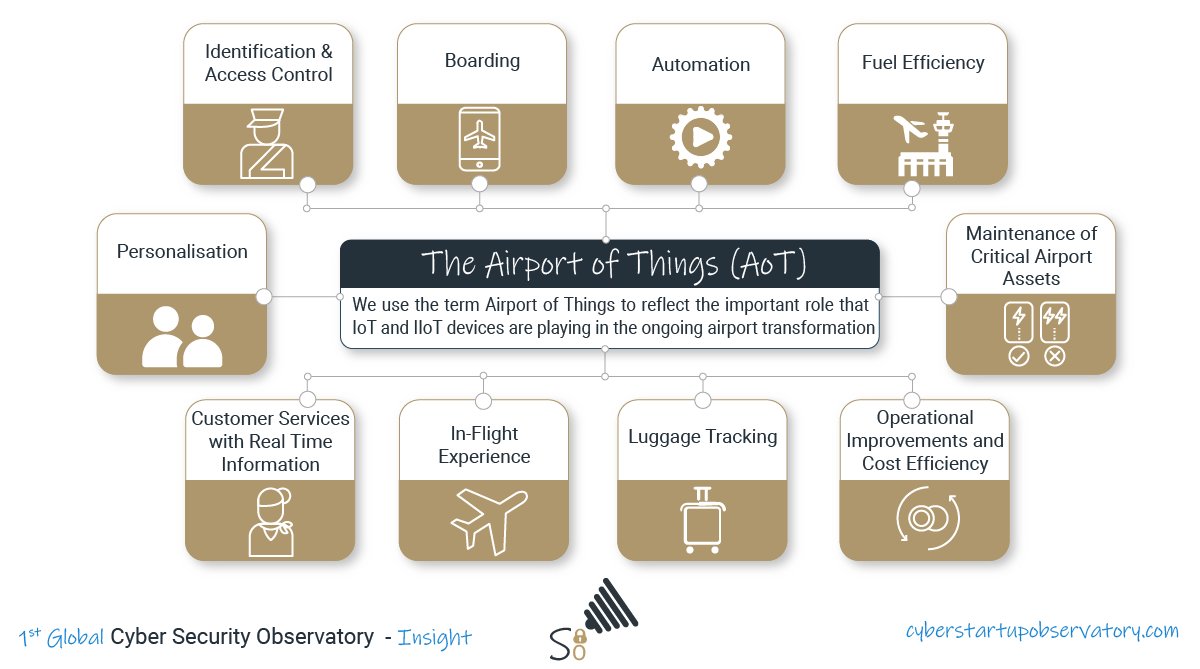 Identification &
Access Control
Boarding
Automation
Fuel Efficiency
Personalisation
The Airport of Things (AoT)
We use the term Airport of Things to reflect the important role that
IoT and IIoT devices are playing in the ongoing airport transformation
Maintenance of
Critical Airport
Assets
Customer Services
with Real Time
Information
In-Flight
Experience
Luggage Tracking
Operational
Improvements and
Cost Efficiency
1st Global Cyber Security Observatory - Insight
S
O
cyberstartupobservatory.com